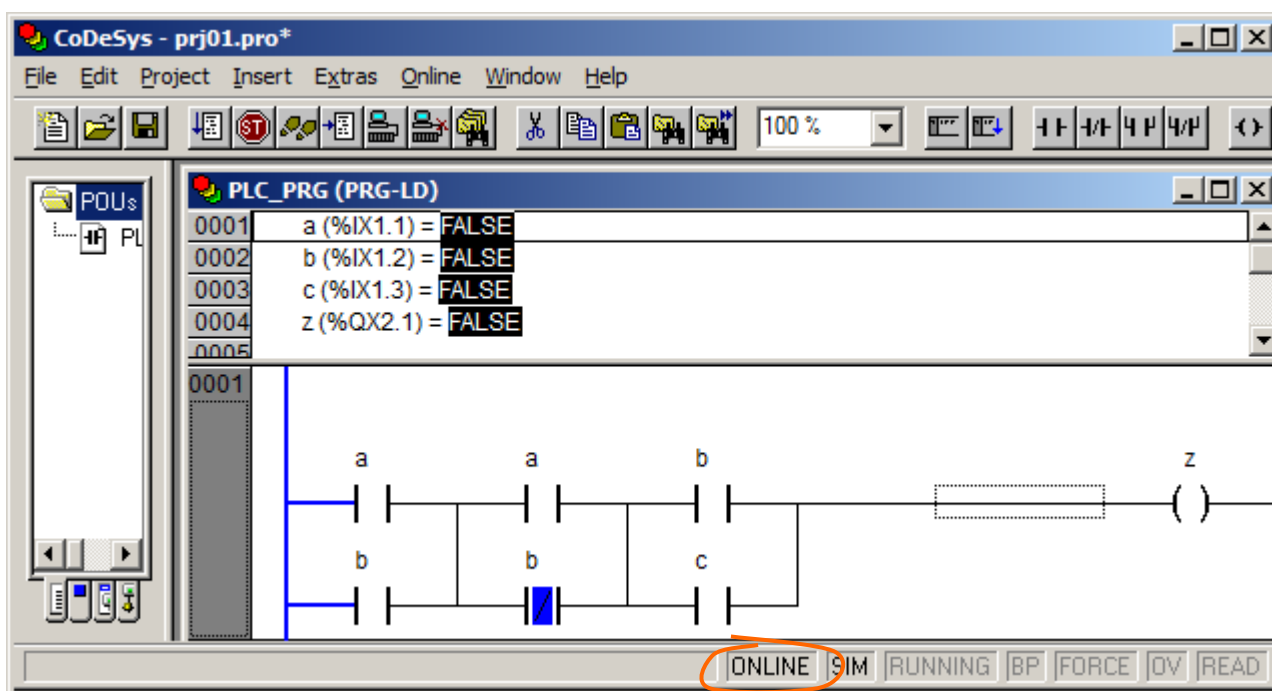 CoDeSys - prj01.pro*
File Edit Project Insert Extras Online Window Help
ST 100 %
POUs
PL
PLC_PRG (PRG-LD)
0001 a (%IX1.1) = FALSE
0002 b (%IX1.2) = FALSE
0003 c (%IX1.3) = FALSE
0004 z (%QX2.1) = FALSE
0005
0001
a a b z
b b c
ONLINE SIM RUNNING BP FORCE OV READ